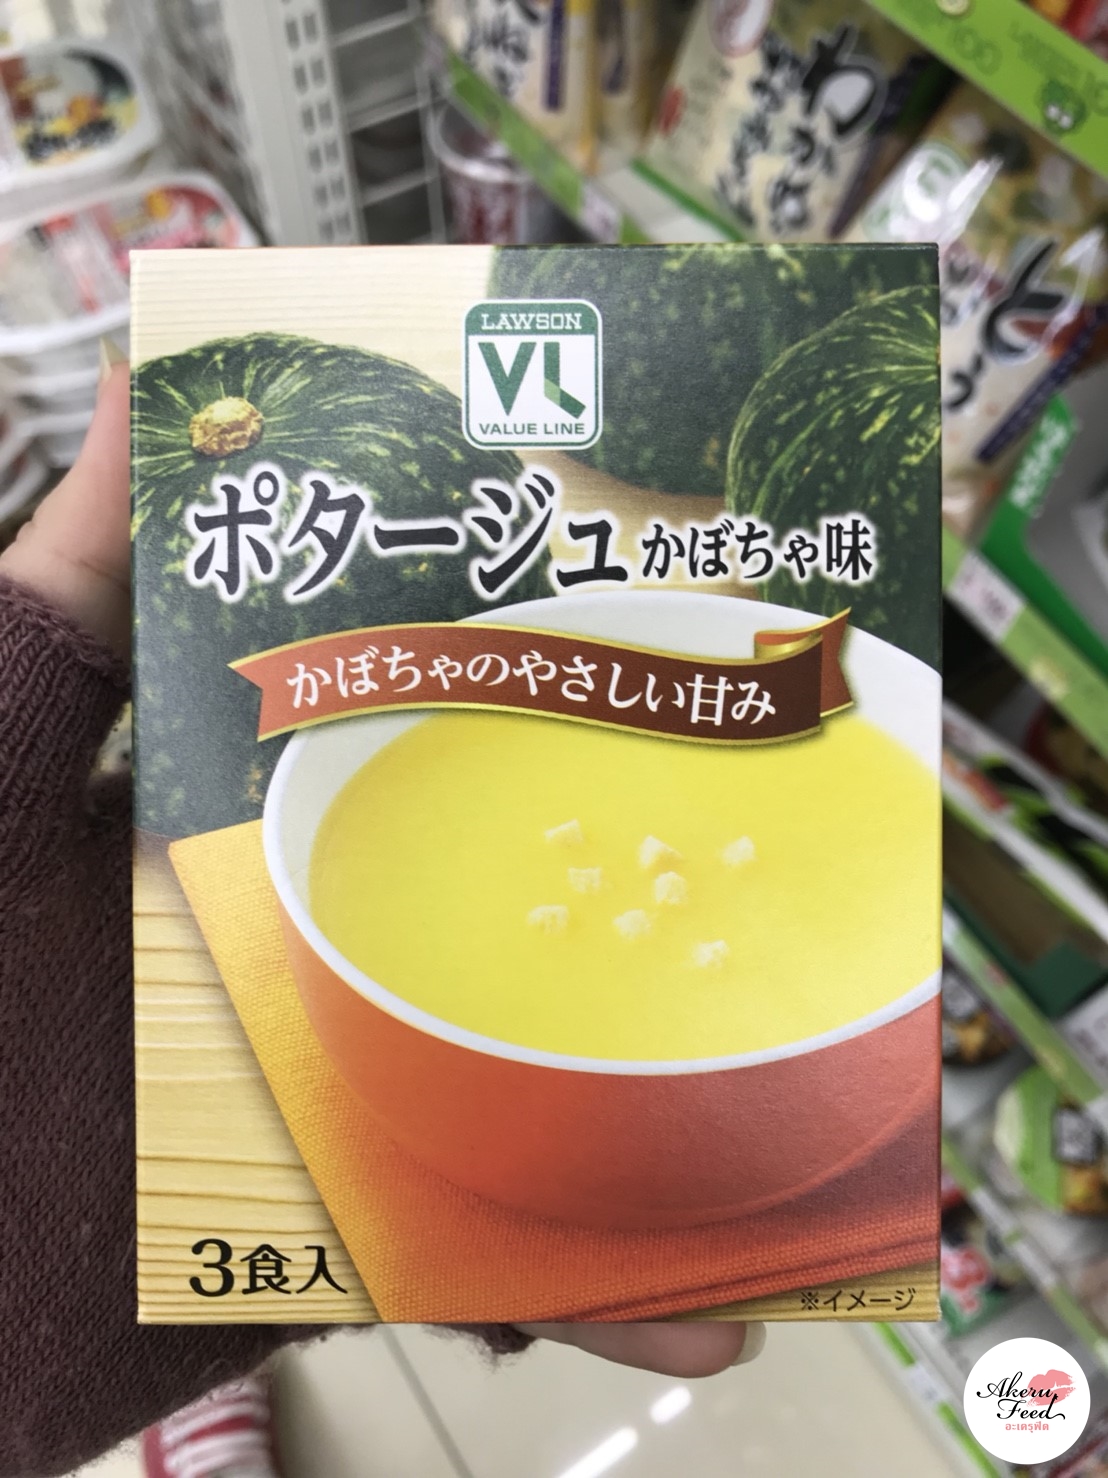 LAWSON
VL
VALUE LINE
ポタージュ かぼちゃ味
かぼちゃのやさしい甘み
3食入
※イメージ
Akeru
Feed
อะเครุฟีด